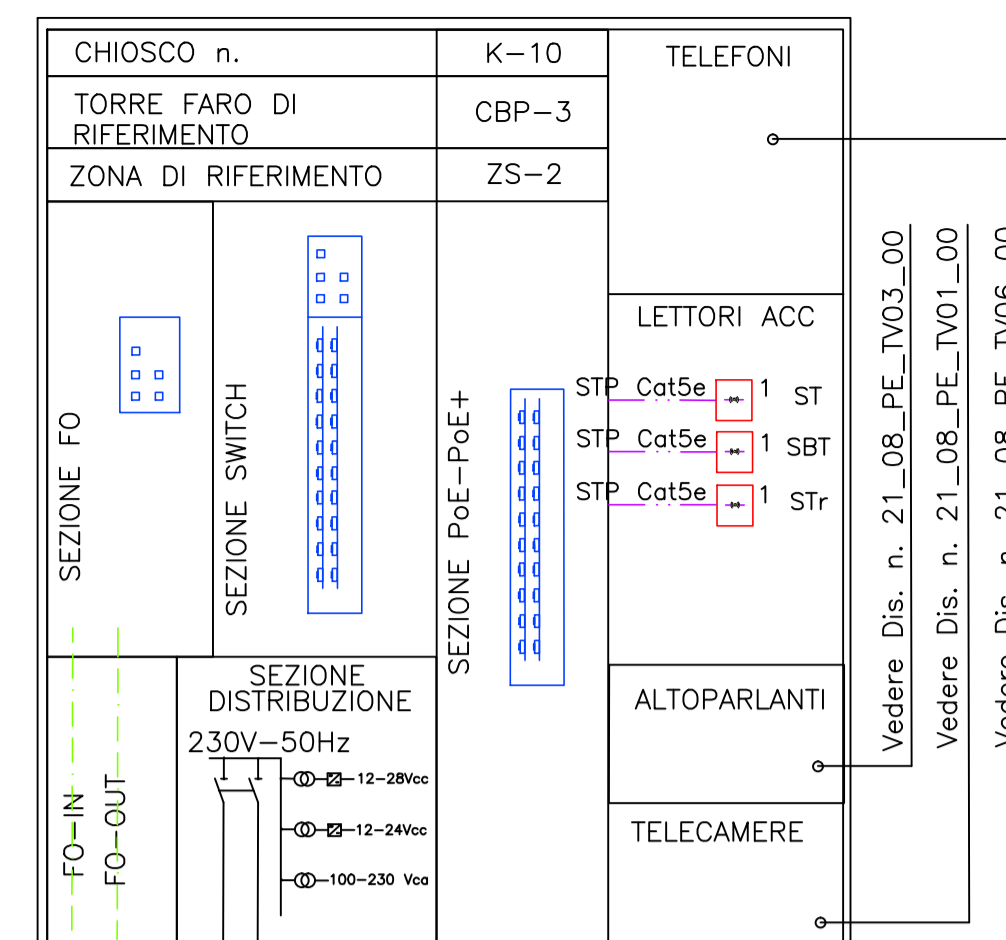 CHIOSCO n.
K-10
TORRE FARO DI
RIFERIMENTO
CBP-3
ZONA DI RIFERIMENTO
ZS-2
TELEFONI
SEZIONE FO
SEZIONE SWITCH
SEZIONE PoE-PoE+
LETTORI ACC
STP Cat5e 1 ST
STP Cat5e 1 SBT
STP Cat5e 1 STr
ALTOPARLANTI
TELECAMERE
FO-IN
FO-OUT
SEZIONE
DISTRIBUZIONE
230V-50Hz
12-28Vcc
12-24Vcc
100-230 Vca
Vedere Dis. n. 21_08_PE_TV03_00
Vedere Dis. n. 21_08_PE_TV01_00
Vedere Dis. n. 21_08_PE_TV06_00